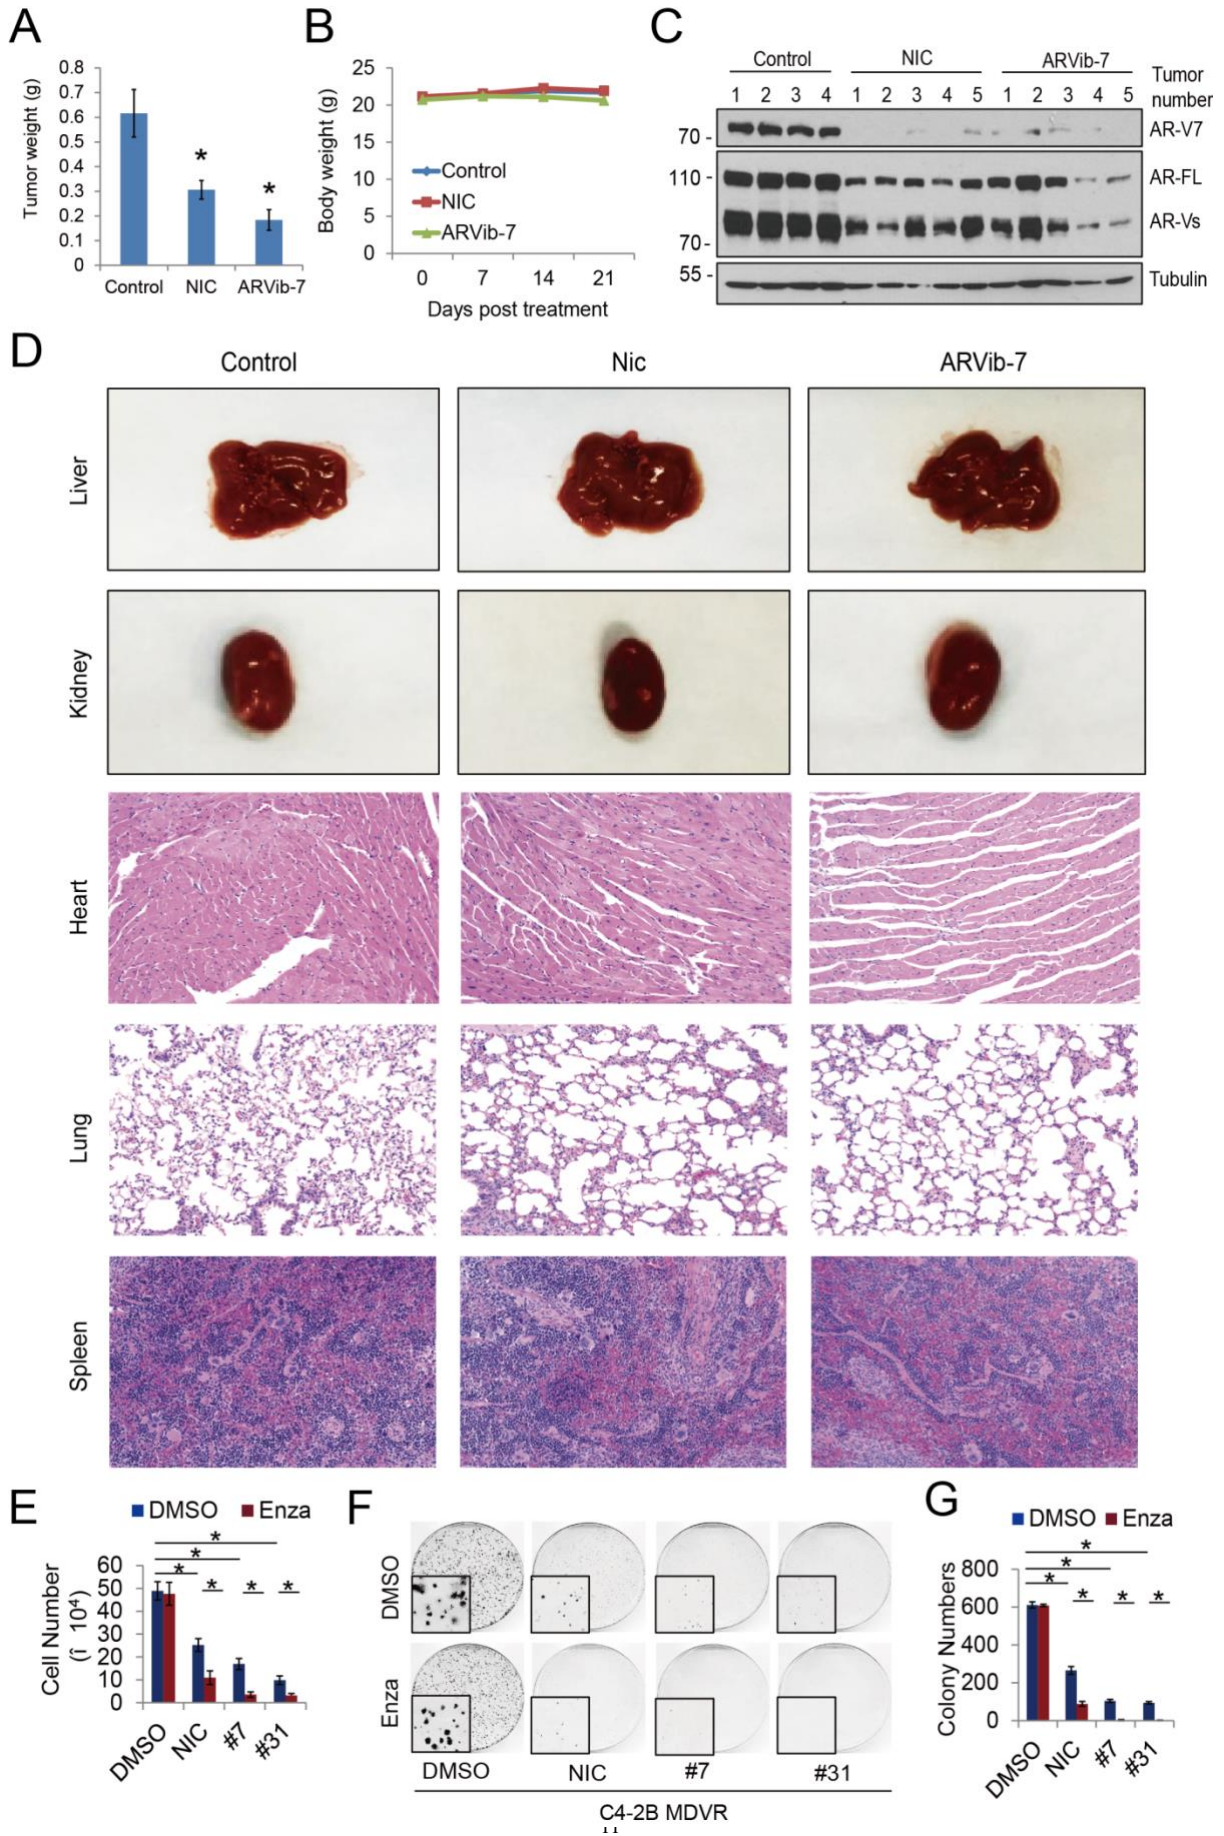 A
Tumor weight (g)
0.8
0.7
0.6
0.5
0.4
0.3
0.2
0.1
0
*
*
Control NIC ARVib-7
B
Body weight (g)
25
20
15
10
5
0
Control
NIC
ARVib-7
0 7 14 21
Days post treatment
C
Control NIC ARVib-7
Tumor
number
1 2 3 4 1 2 3 4 5 1 2 3 4 5
70 - AR-V7
110 - AR-FL
AR-Vs
70 -
55 - Tubulin
D
Control Nic ARVib-7
Liver
Kidney
Heart
Lung
Spleen
E
DMSO Enza
Cell Number
(î 10⁴)
60
50
40
30
20
10
0
*
*
*
* * *
DMSO NIC #7 #31
F
DMSO
Enza
DMSO NIC #7 #31
C4-2B MDVR
G
DMSO Enza
Colony Numbers
800
600
400
200
0
*
*
*
* * *
DMSO NIC #7 #31